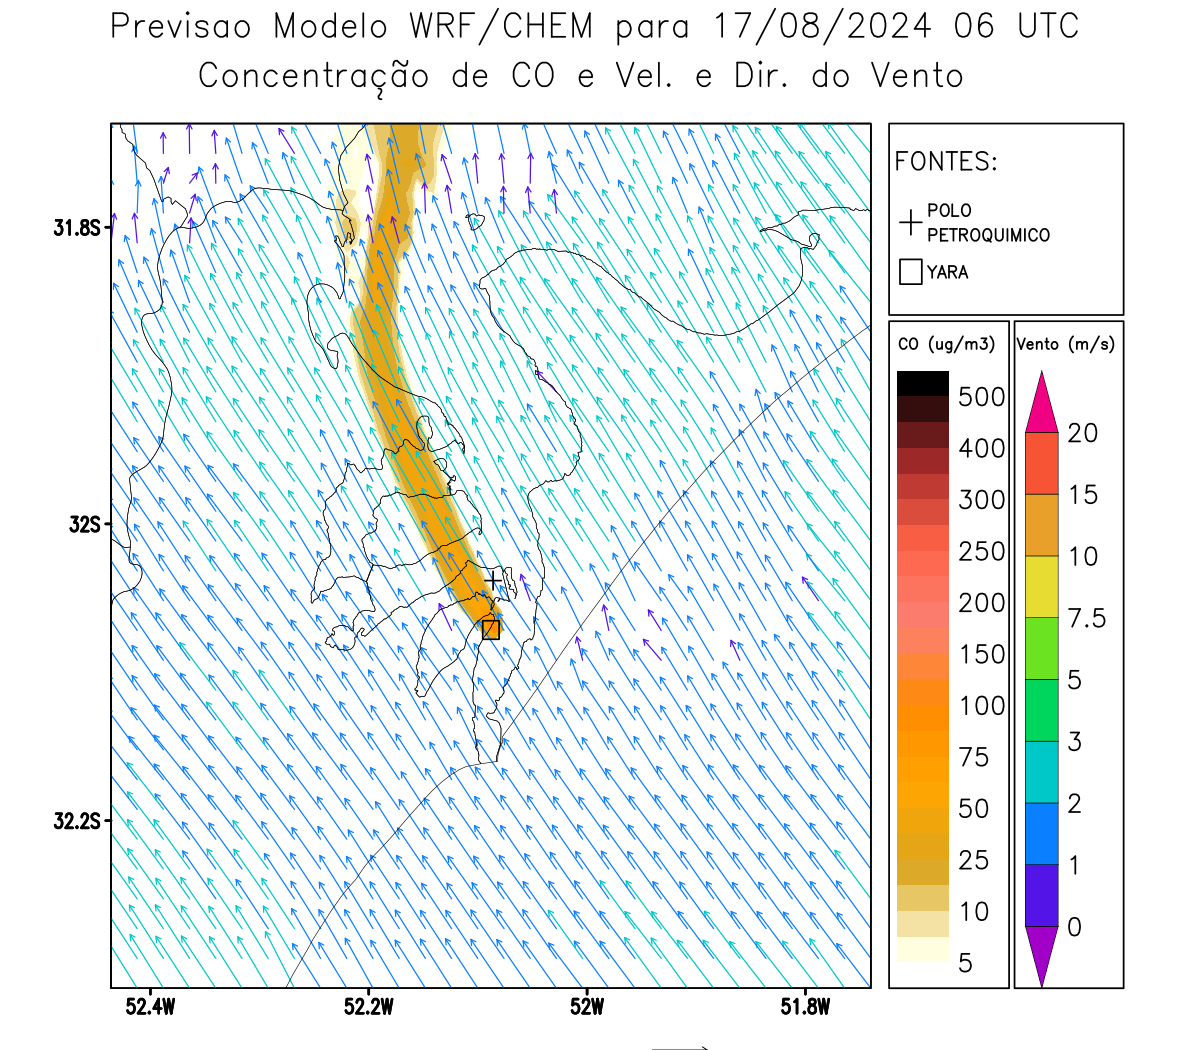 Previsao Modelo WRF/CHEM para 17/08/2024 06 UTC
Concentração de CO e Vel. e Dir. do Vento
FONTES:
POLO
PETROQUIMICO
YARA
CO (ug/m3)
500
400
300
250
200
150
100
75
50
25
10
5
Vento (m/s)
20
15
10
7.5
5
3
2
1
0
31.8S
32S
32.2S
52.4W
52.2W
52W
51.8W